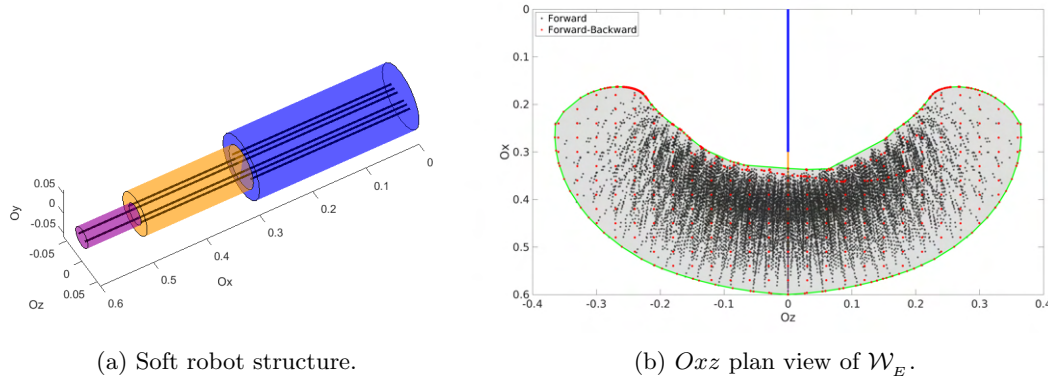 0.05
0
-0.05
Oy
-0.05
0
0.05
Oz
0.6
0.5
0.4
0.3
0.2
0.1
0
Ox
(a) Soft robot structure.
Forward
Forward-Backward
0
0.1
0.2
0.3
0.4
0.5
0.6
Ox
-0.4 -0.3 -0.2 -0.1 0 0.1 0.2 0.3 0.4
Oz
(b) Oxz plan view of 𝒲_E.